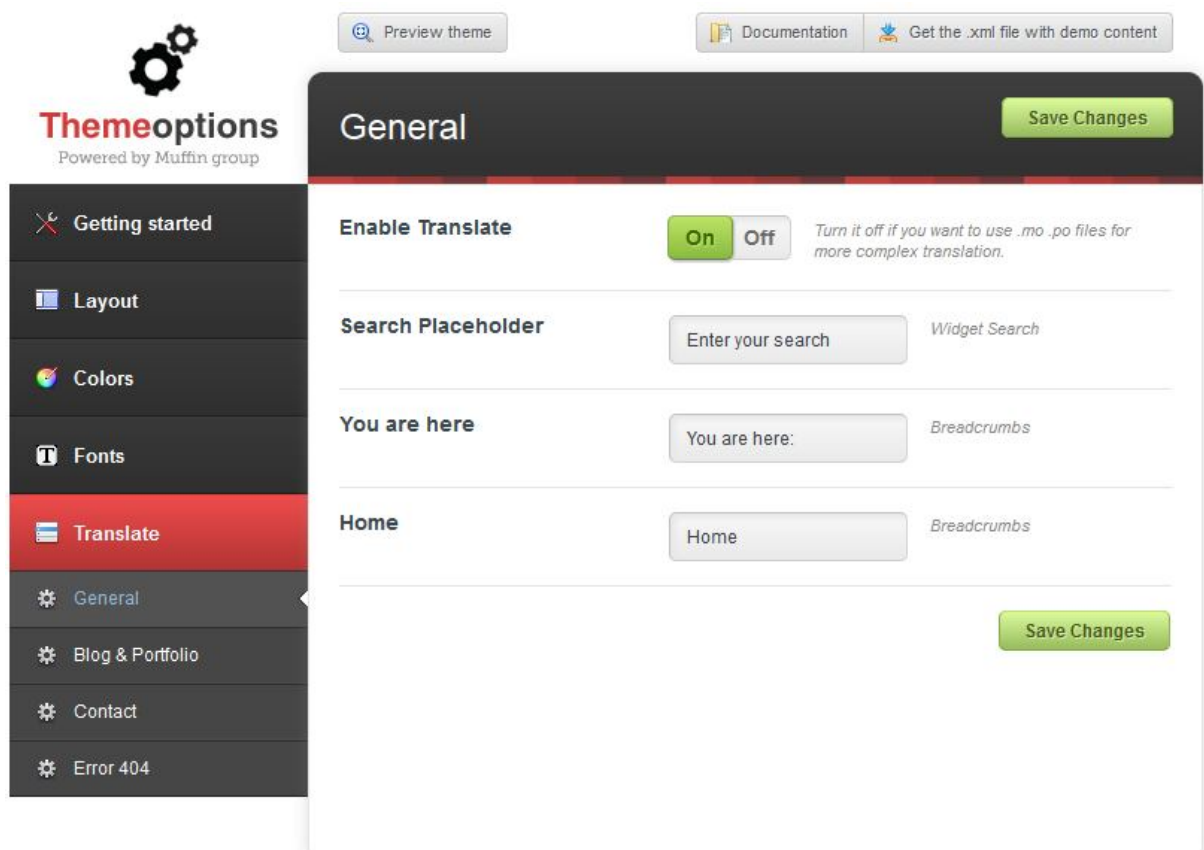 Preview theme
Documentation
Get the .xml file with demo content
Themeoptions
Powered by Muffin group
General
Save Changes
Getting started
Layout
Colors
Fonts
Translate
General
Blog & Portfolio
Contact
Error 404
Enable Translate
On Off
Turn it off if you want to use .mo .po files for
more complex translation.
Search Placeholder
Enter your search
Widget Search
You are here
You are here:
Breadcrumbs
Home
Home
Breadcrumbs
Save Changes